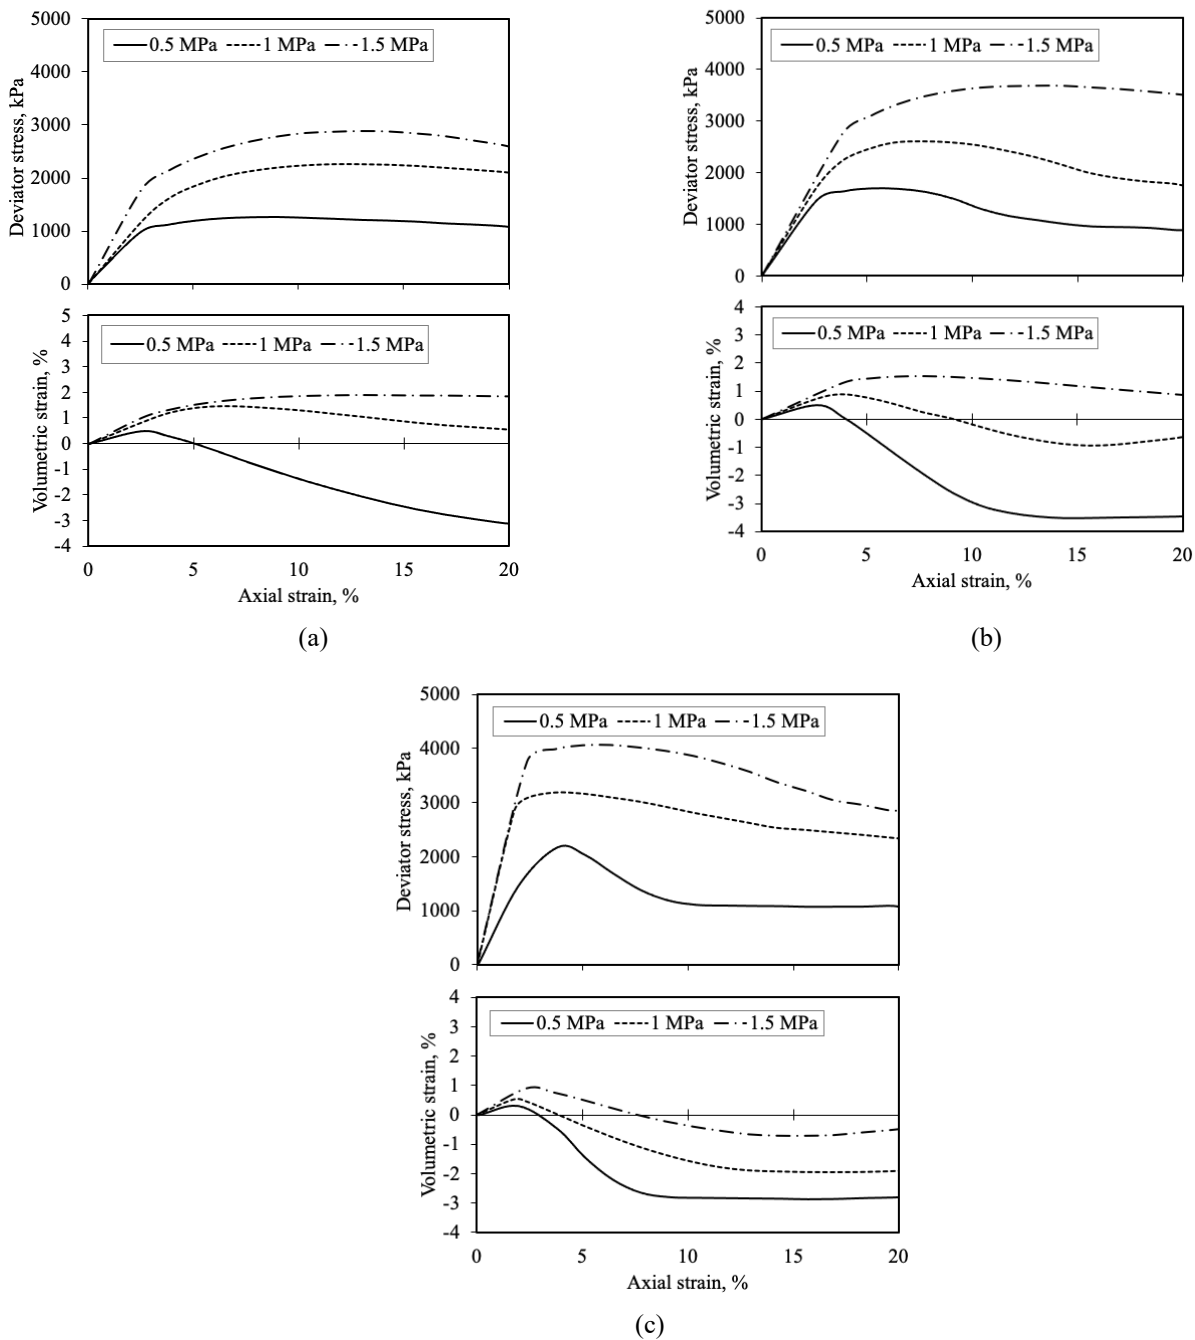 5000
4000
3000
2000
1000
0
Deviator stress, kPa
0.5 MPa 1 MPa 1.5 MPa
5
4
3
2
1
0
-1
-2
-3
-4
Volumetric strain, %
0.5 MPa 1 MPa 1.5 MPa
0 5 10 15 20
Axial strain, %
(a)
5000
4000
3000
2000
1000
0
Deviator stress, kPa
0.5 MPa 1 MPa 1.5 MPa
4
3
2
1
0
-1
-2
-3
-4
Volumetric strain, %
0.5 MPa 1 MPa 1.5 MPa
0 5 10 15 20
Axial strain, %
(b)
5000
4000
3000
2000
1000
0
Deviator stress, kPa
0.5 MPa 1 MPa 1.5 MPa
4
3
2
1
0
-1
-2
-3
-4
Volumetric strain, %
0.5 MPa 1 MPa 1.5 MPa
0 5 10 15 20
Axial strain, %
(c)